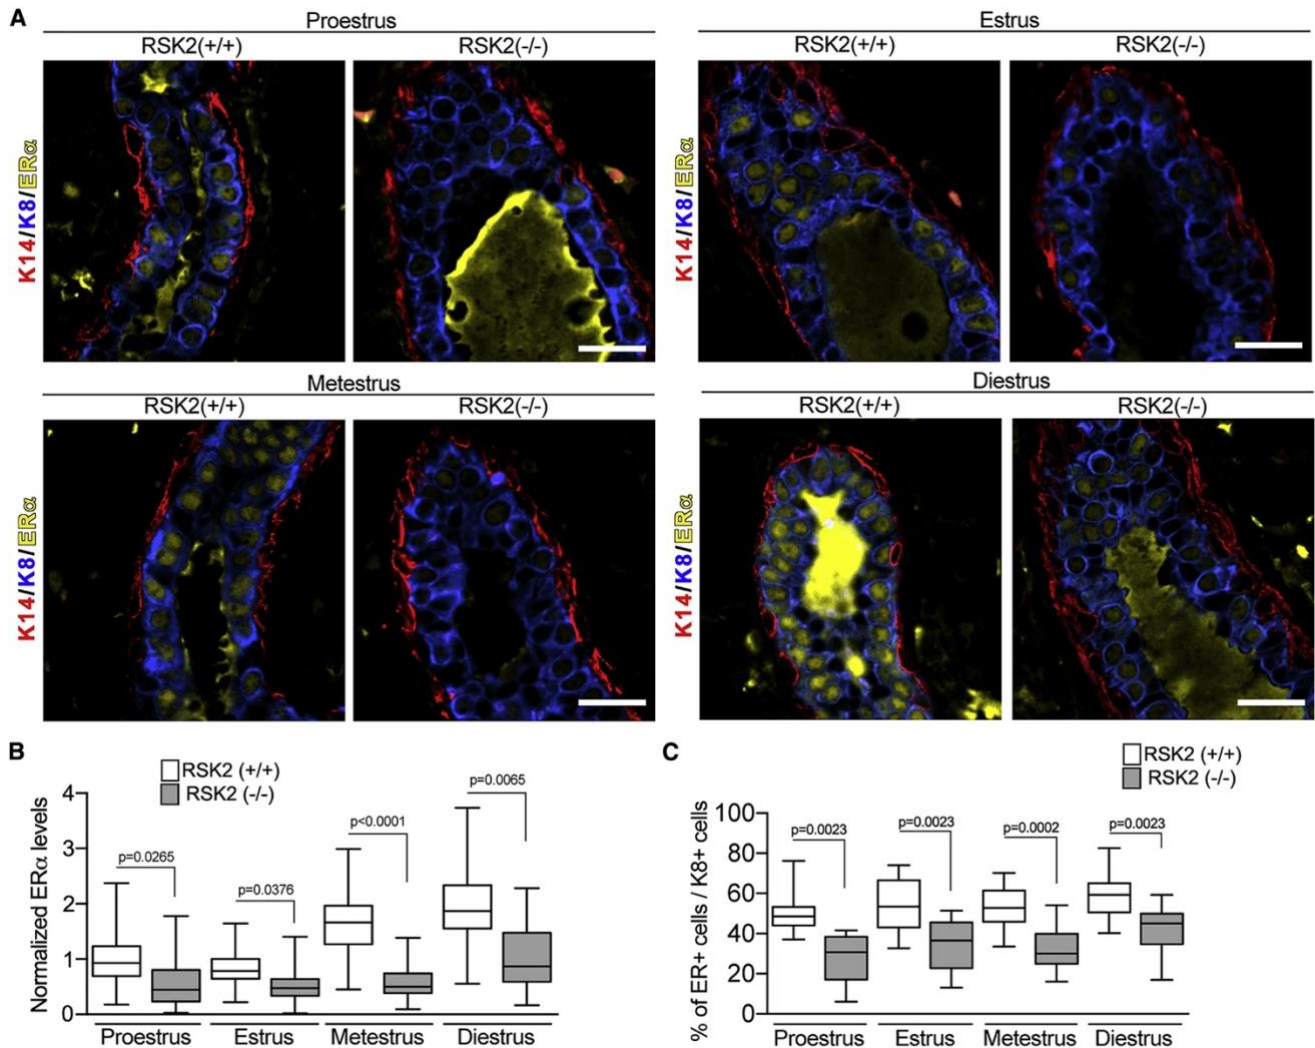 A
Proestrus
RSK2(+/+)
RSK2(-/-)
K14/K8/ERα
Estrus
RSK2(+/+)
RSK2(-/-)
K14/K8/ERα
Metestrus
RSK2(+/+)
RSK2(-/-)
K14/K8/ERα
Diestrus
RSK2(+/+)
RSK2(-/-)
K14/K8/ERα
B
RSK2 (+/+)
RSK2 (-/-)
Normalized ERα levels
4
3
2
1
0
p=0.0265
p=0.0376
p<0.0001
p=0.0065
Proestrus
Estrus
Metestrus
Diestrus
C
RSK2 (+/+)
RSK2 (-/-)
% of ER+ cells / K8+ cells
100
80
60
40
20
0
p=0.0023
p=0.0023
p=0.0002
p=0.0023
Proestrus
Estrus
Metestrus
Diestrus